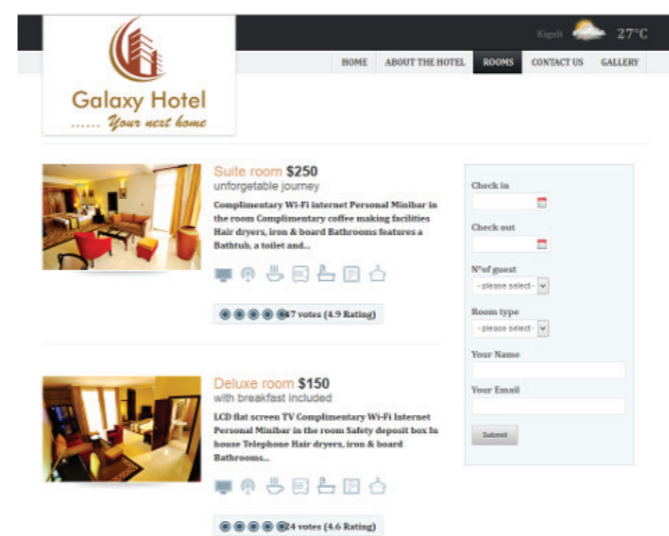 Kigali 27°C
HOME ABOUT THE HOTEL ROOMS CONTACT US GALLERY
Galaxy Hotel
...... Your next home
Suite room $250
unforgetable journey
Complimentary Wi-Fi internet Personal Minibar in
the room Complimentary coffee making facilities
Hair dryers, iron & board Bathrooms features a
Bathtub, a toilet and...
47 votes (4.9 Rating)
Deluxe room $150
with breakfast included
LCD flat screen TV Complimentary Wi-Fi Internet
Personal Minibar in the room Safety deposit box In
house Telephone Hair dryers, iron & board
Bathrooms...
24 votes (4.6 Rating)
Check in
Check out
N°of guest
- please select -
Room type
- please select -
Your Name
Your Email
Submit